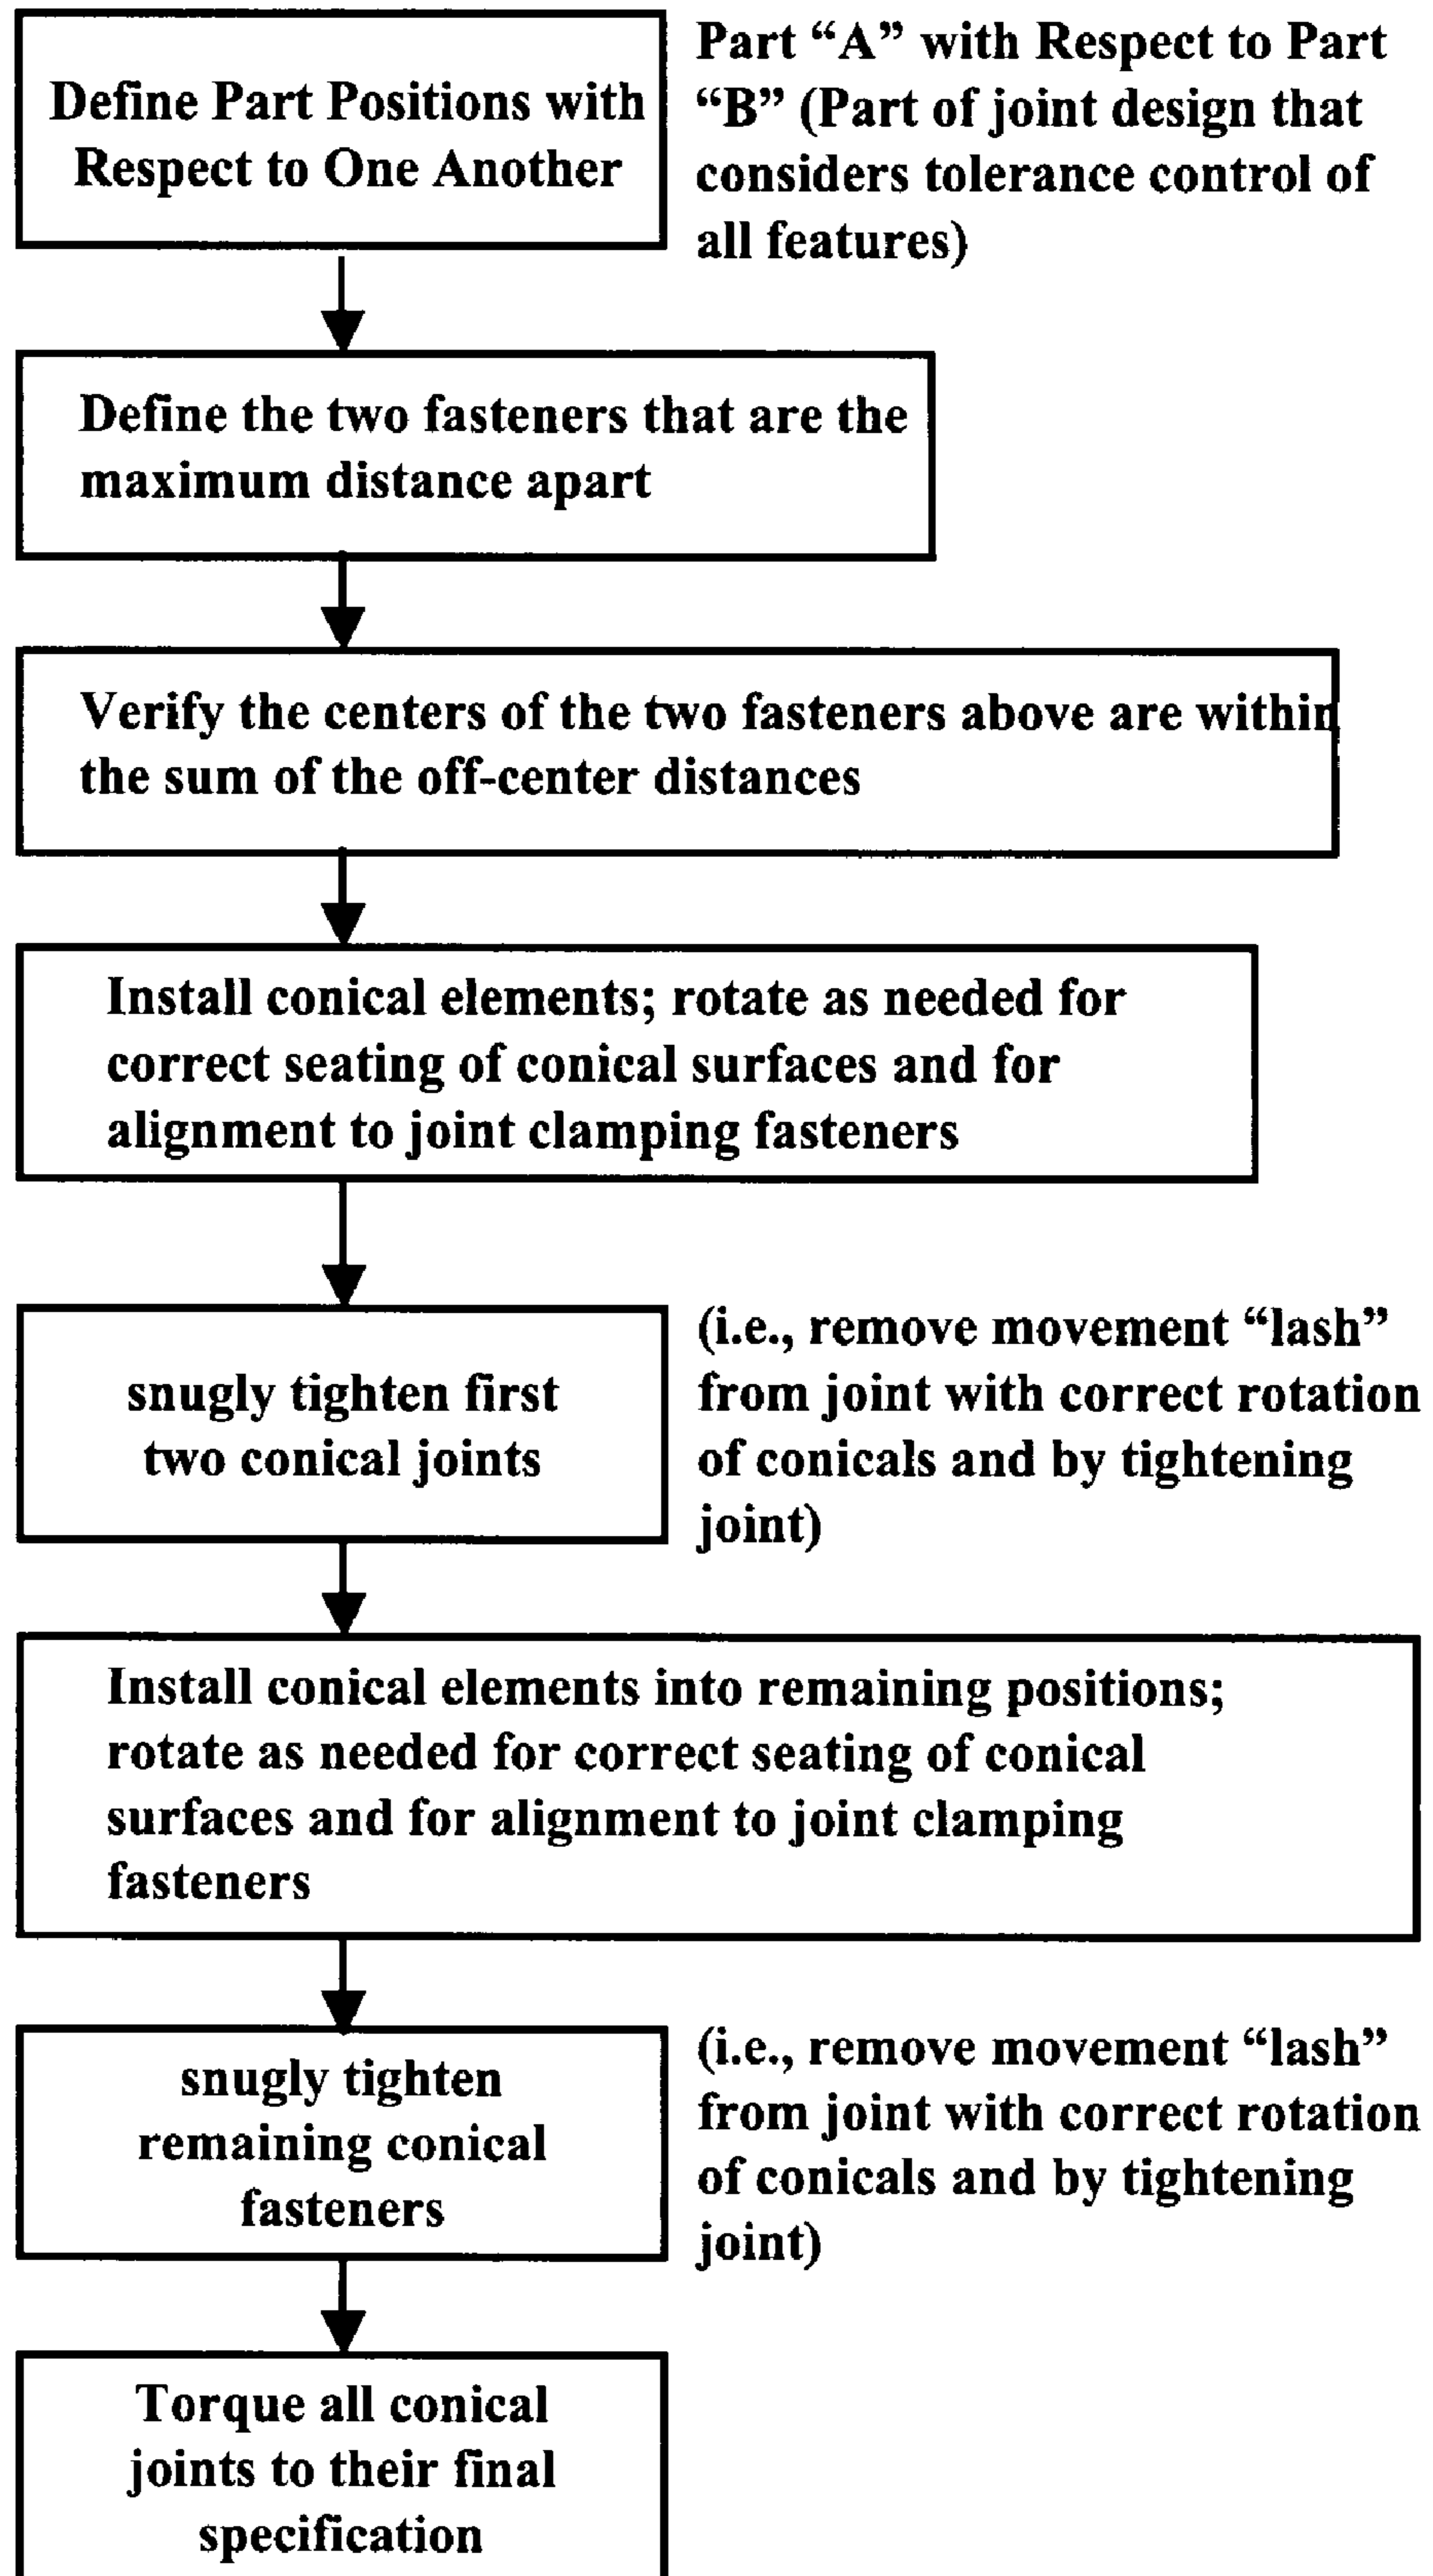 Define Part Positions with
Respect to One Another
Part “A” with Respect to Part
“B” (Part of joint design that
considers tolerance control of
all features)
Define the two fasteners that are the
maximum distance apart
Verify the centers of the two fasteners above are within
the sum of the off-center distances
Install conical elements; rotate as needed for
correct seating of conical surfaces and for
alignment to joint clamping fasteners
snugly tighten first
two conical joints
(i.e., remove movement “lash”
from joint with correct rotation
of conicals and by tightening
joint)
Install conical elements into remaining positions;
rotate as needed for correct seating of conical
surfaces and for alignment to joint clamping
fasteners
snugly tighten
remaining conical
fasteners
(i.e., remove movement “lash”
from joint with correct rotation
of conicals and by tightening
joint)
Torque all conical
joints to their final
specification